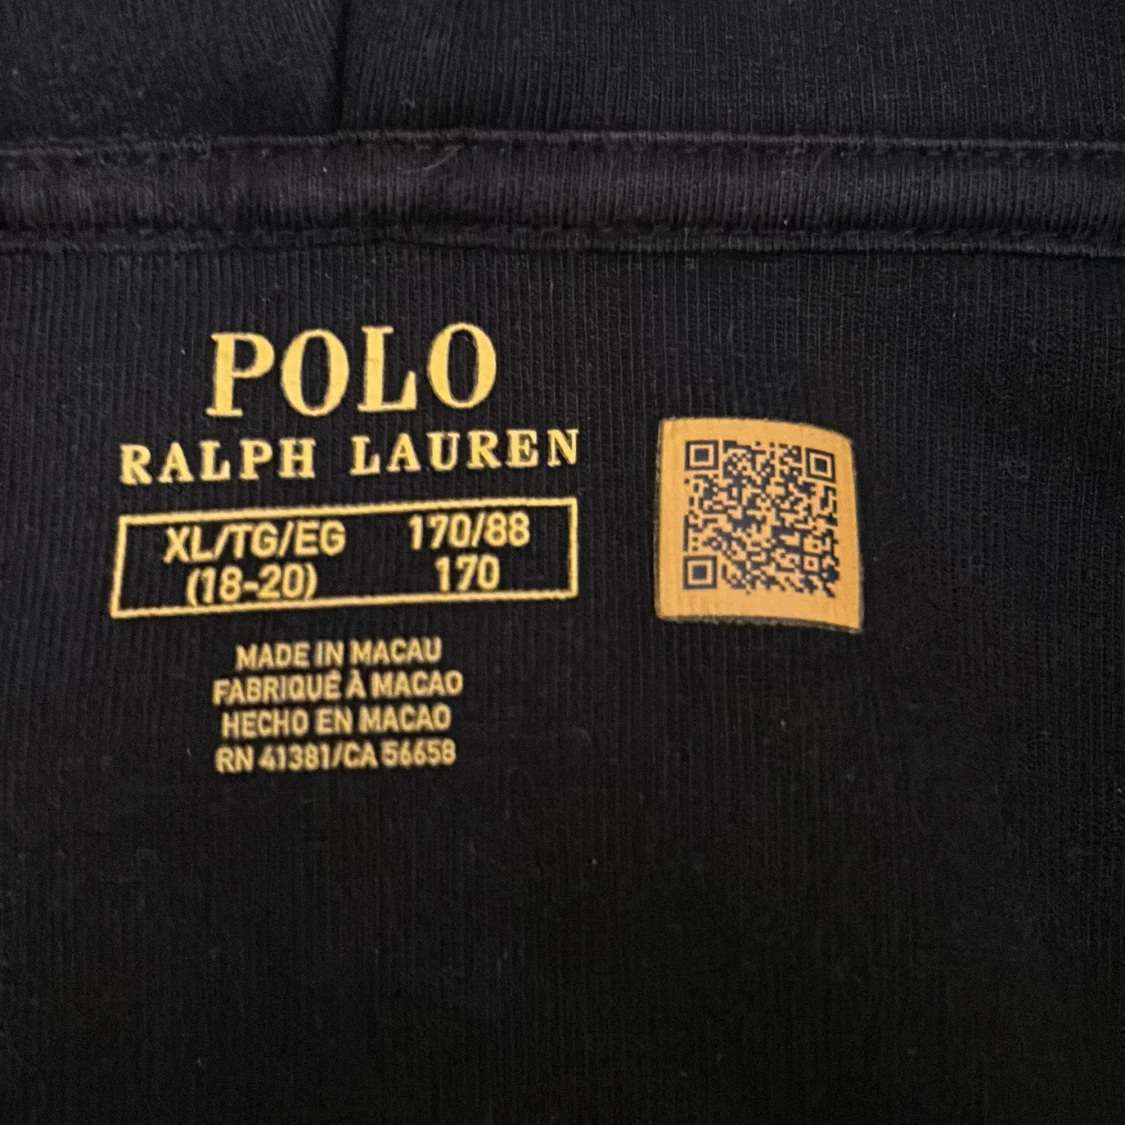 POLO
RALPH LAUREN
XL/TG/EG 170/88
(18-20) 170
MADE IN MACAU
FABRIQUÉ À MACAO
HECHO EN MACAO
RN 41381/CA 56658